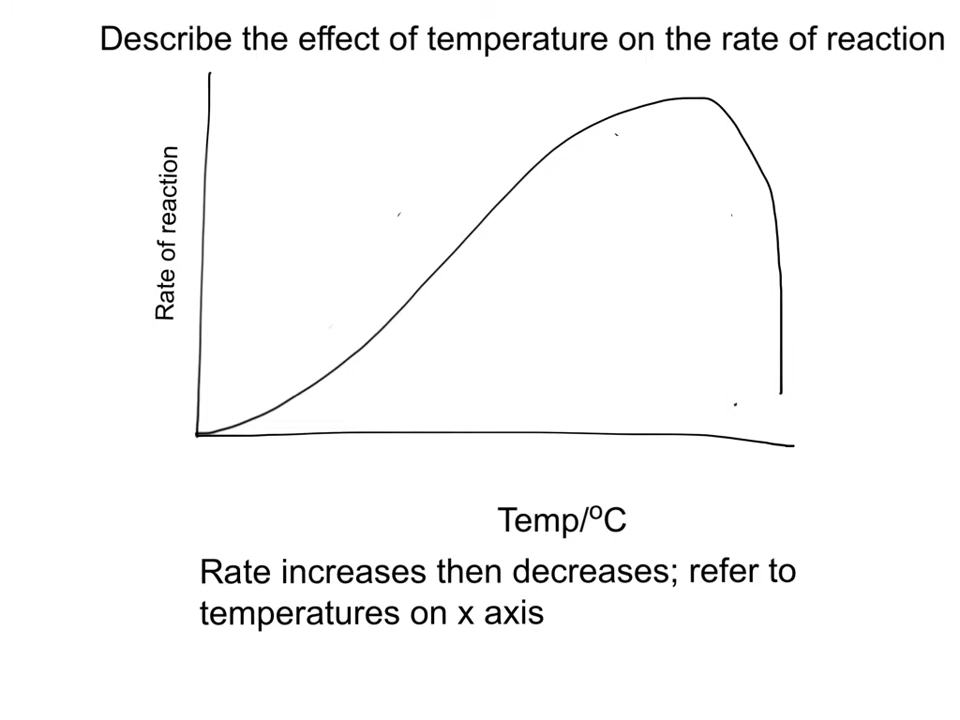 Describe the effect of temperature on the rate of reaction
Rate of reaction
Temp/⁰C
Rate increases then decreases; refer to
temperatures on x axis